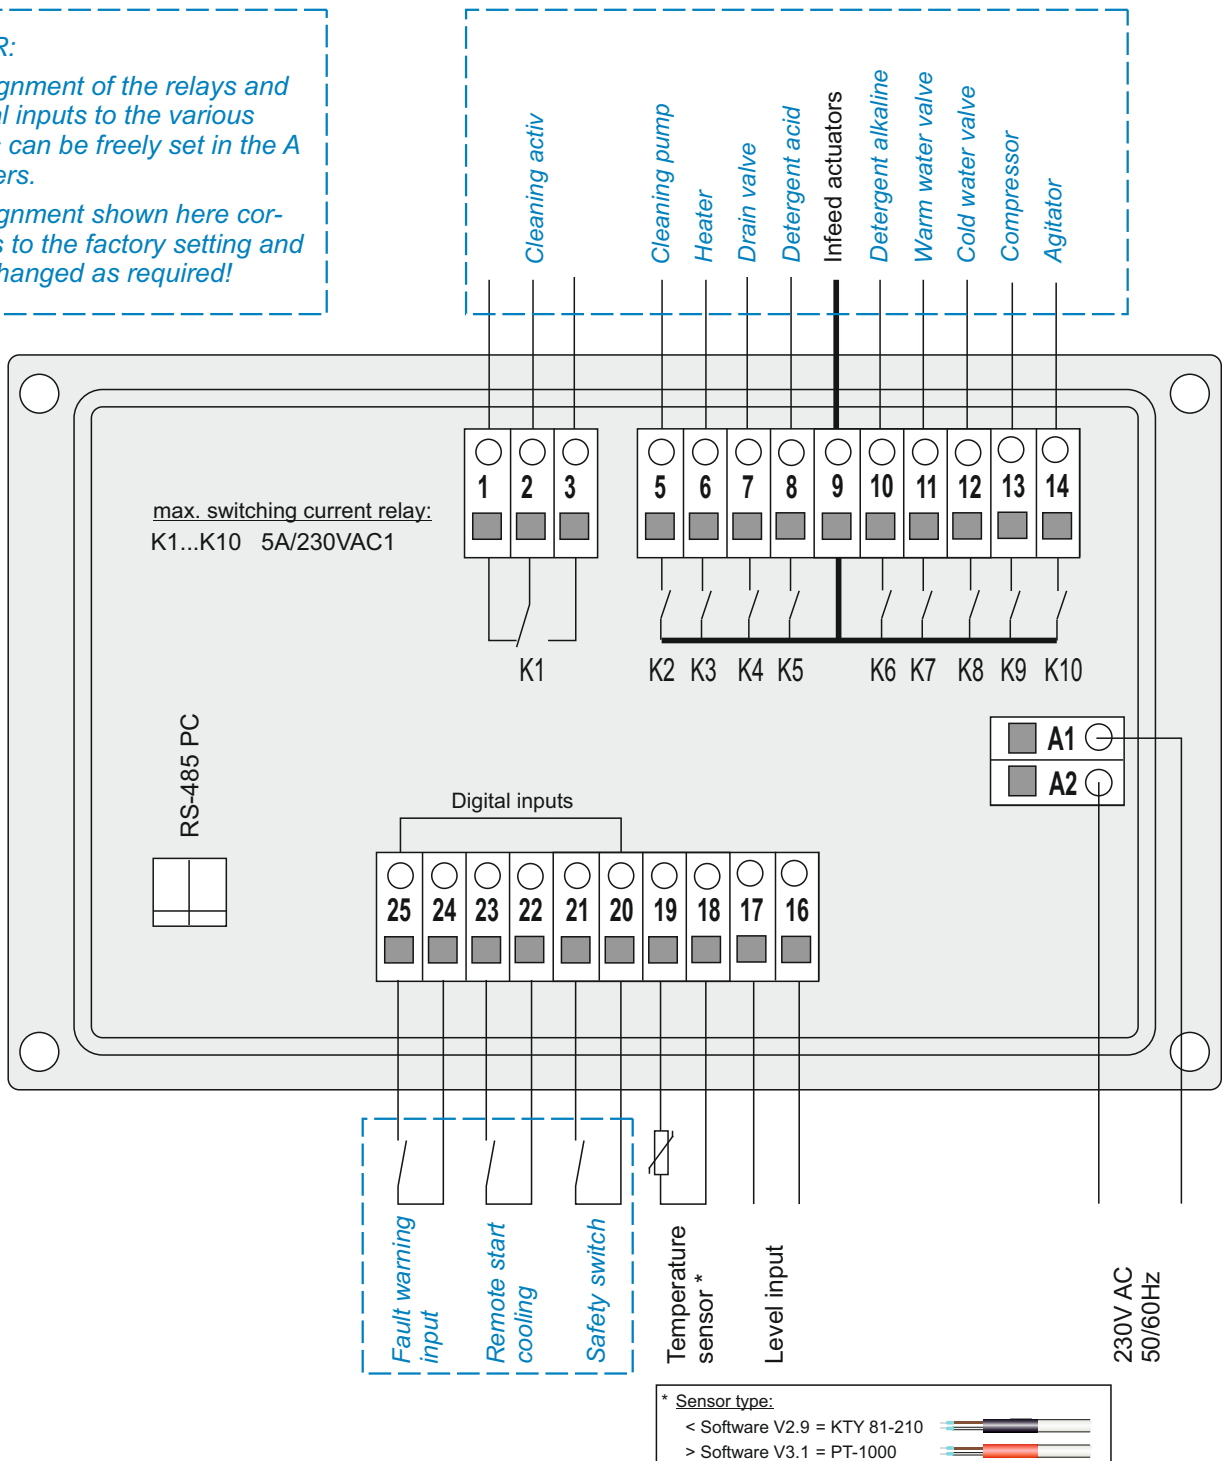 R:
gnment of the relays and
l inputs to the various
can be freely set in the A
ers.
gnment shown here cor-
s to the factory setting and
hanged as required!
Cleaning activ
Cleaning pump
Heater
Drain valve
Detergent acid
Infeed actuators
Detergent alkaline
Warm water valve
Cold water valve
Compressor
Agitator
1 2 3 5 6 7 8 9 10 11 12 13 14
max. switching current relay:
K1...K10 5A/230VAC1
K1 K2 K3 K4 K5 K6 K7 K8 K9 K10
RS-485 PC
A1
A2
Digital inputs
25 24 23 22 21 20 19 18 17 16
Fault warning
input
Remote start
cooling
Safety switch
Temperature
sensor *
Level input
230V AC
50/60Hz
* Sensor type:
< Software V2.9 = KTY 81-210
> Software V3.1 = PT-1000